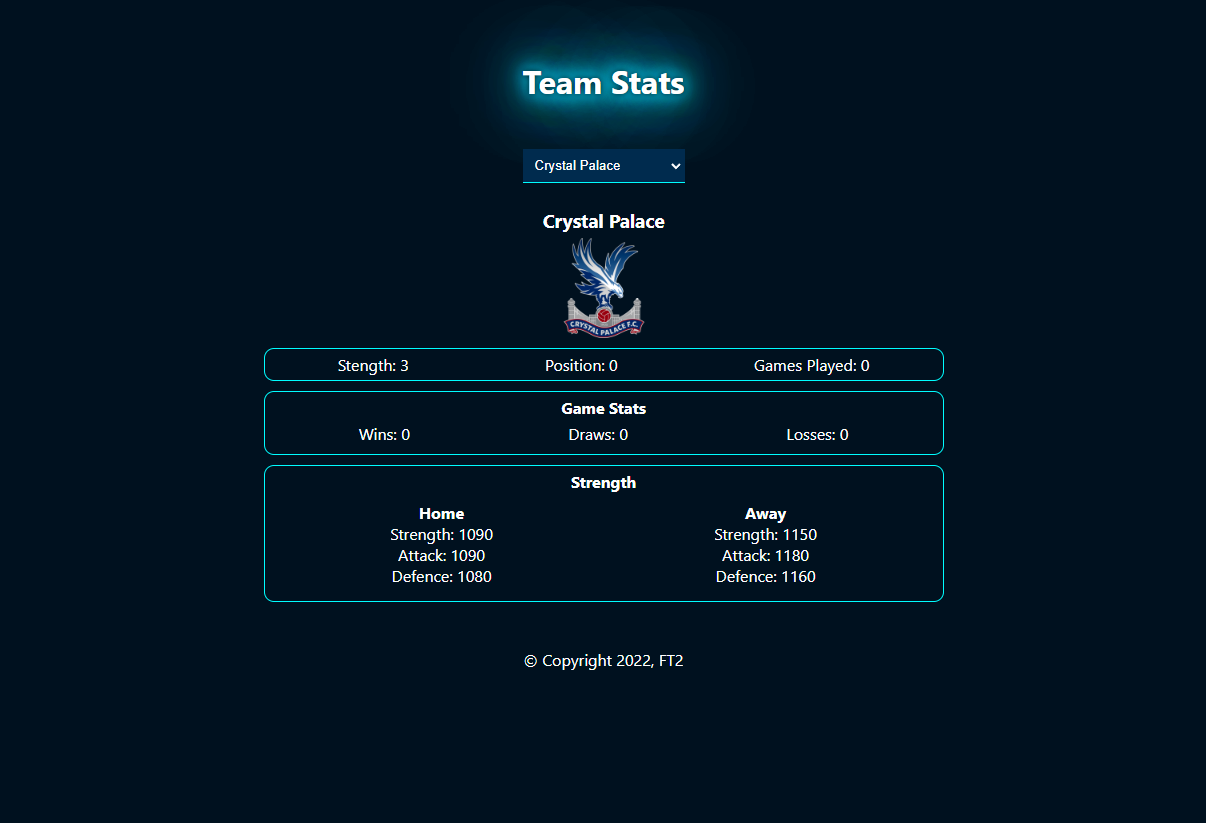 Team Stats
Crystal Palace
Crystal Palace
CRYSTAL PALACE F.C.
Stength: 3 Position: 0 Games Played: 0
Game Stats
Wins: 0 Draws: 0 Losses: 0
Strength
Home
Strength: 1090
Attack: 1090
Defence: 1080
Away
Strength: 1150
Attack: 1180
Defence: 1160
© Copyright 2022, FT2